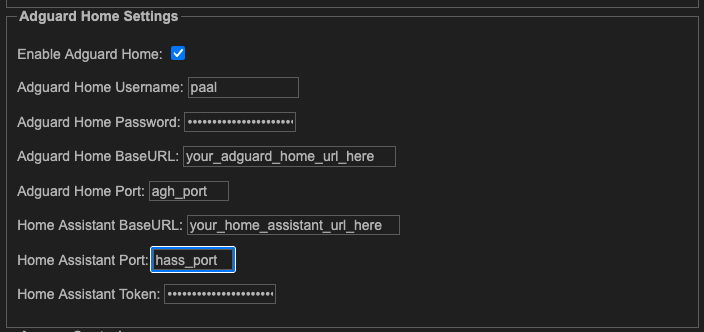 Adguard Home Settings
Enable Adguard Home:
Adguard Home Username: paal
Adguard Home Password: ••••••••••••••••••••••
Adguard Home BaseURL: your_adguard_home_url_here
Adguard Home Port: agh_port
Home Assistant BaseURL: your_home_assistant_url_here
Home Assistant Port: hass_port
Home Assistant Token: ••••••••••••••••••••••